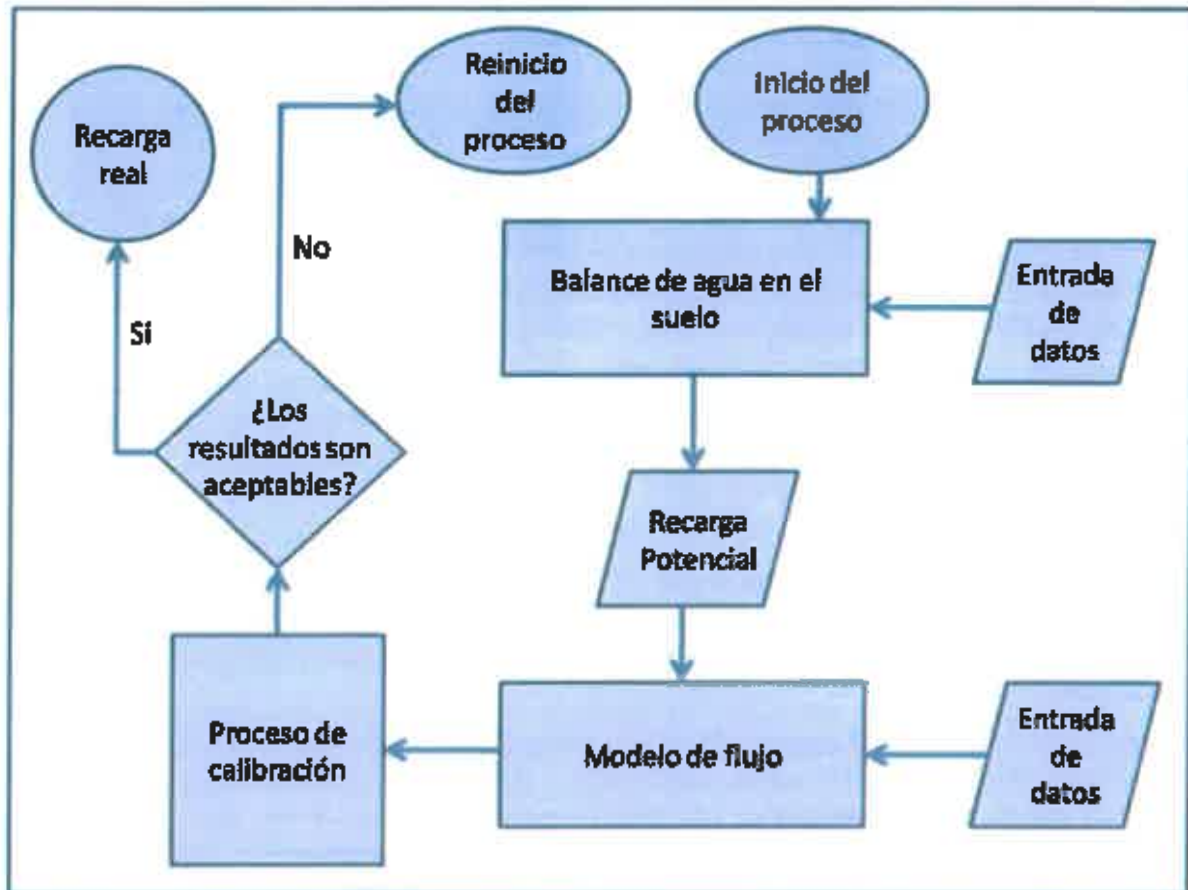 Reinicio
del
proceso
Inicio del
proceso
Recarga
real
No
Si
Balance de agua en el
suelo
Entrada
de
datos
¿Los
resultados son
aceptables?
Recarga
Potencial
Proceso de
calibración
Modelo de flujo
Entrada
de
datos